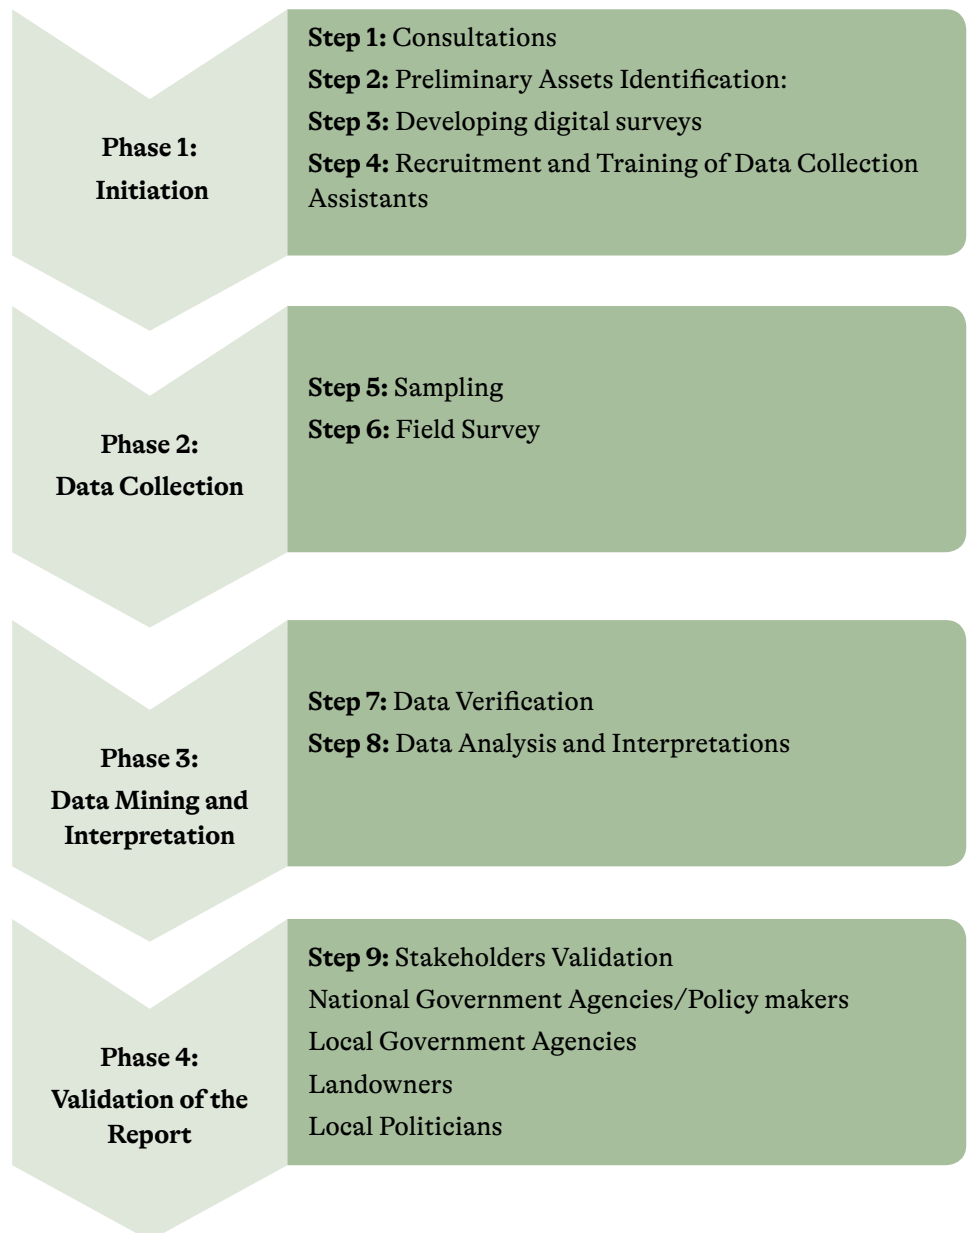 Phase 1:
Initiation
Step 1: Consultations
Step 2: Preliminary Assets Identification:
Step 3: Developing digital surveys
Step 4: Recruitment and Training of Data Collection
Assistants
Phase 2:
Data Collection
Step 5: Sampling
Step 6: Field Survey
Phase 3:
Data Mining and
Interpretation
Step 7: Data Verification
Step 8: Data Analysis and Interpretations
Phase 4:
Validation of the
Report
Step 9: Stakeholders Validation
National Government Agencies/Policy makers
Local Government Agencies
Landowners
Local Politicians